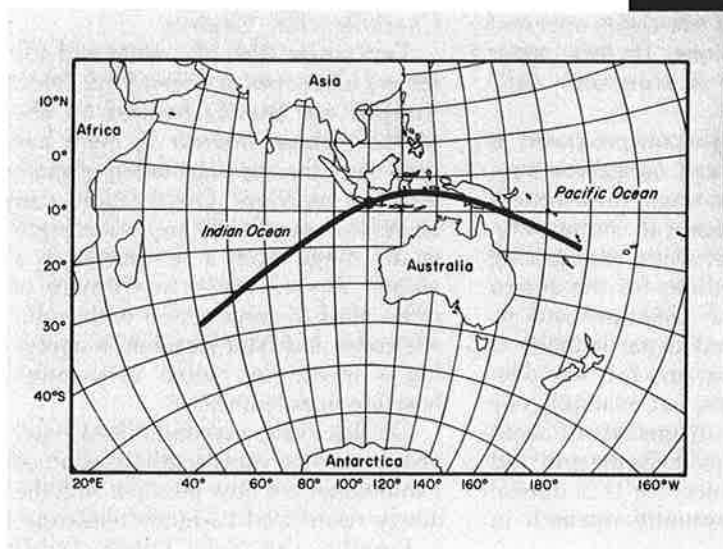 Asia
10°N
Africa
0°
Pacific Ocean
10°
Indian Ocean
20°
Australia
30°
40°S
Antarctica
20°E 40° 60° 80° 100° 120° 140° 160° 180° 160°W